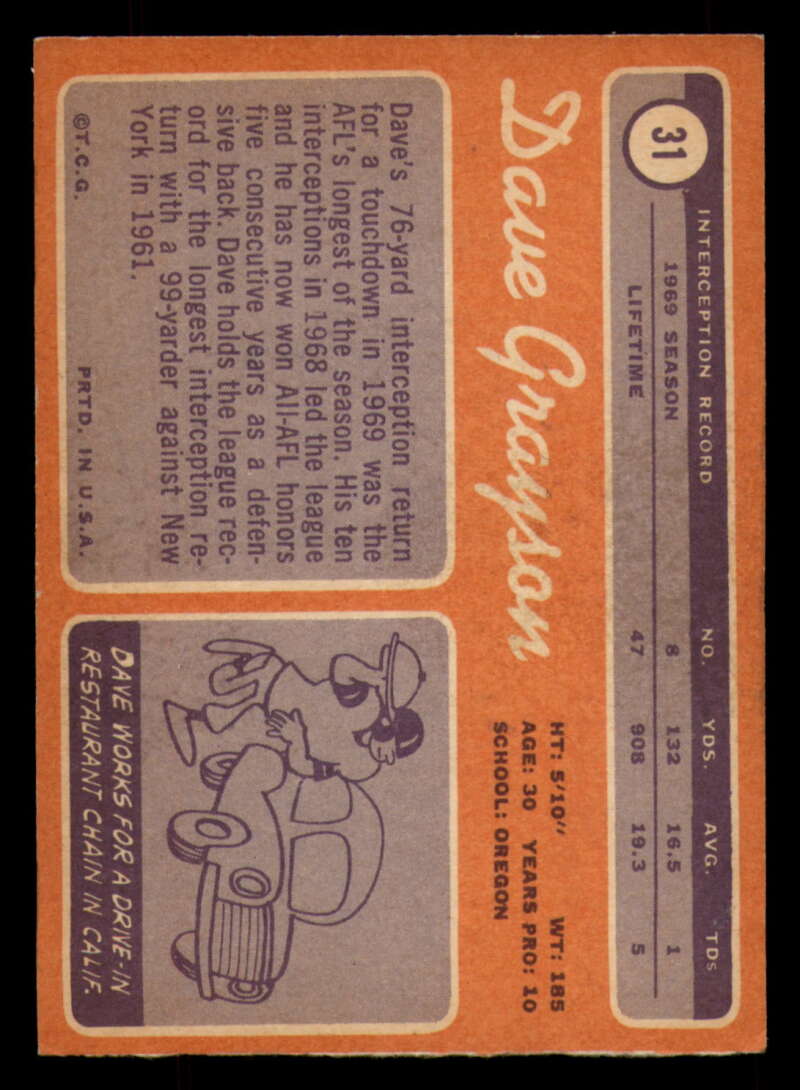 31
INTERCEPTION RECORD NO. YDS. AVG. TDs
1969 SEASON 8 132 16.5 1
LIFETIME 47 908 19.3 5
Dave Grayson
HT: 5'10" WT: 185
AGE: 30 YEARS PRO: 10
SCHOOL: OREGON
Dave's 76-yard interception return
for a touchdown in 1969 was the
AFL's longest of the season. His ten
interceptions in 1968 led the league
and he has now won All-AFL honors
five consecutive years as a defen-
sive back. Dave holds the league rec-
ord for the longest interception re-
turn with a 99-yarder against New
York in 1961.
©T.C.G. PRTD. IN U.S.A.
DAVE WORKS FOR A DRIVE-IN
RESTAURANT CHAIN IN CALIF.